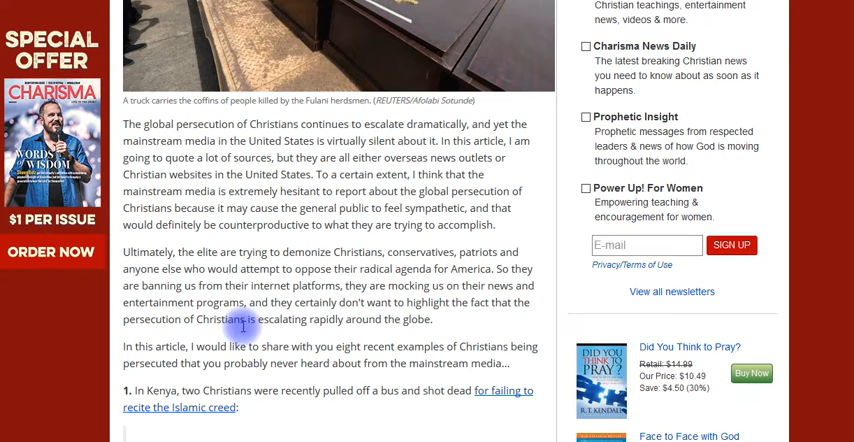 SPECIAL
OFFER
CHARISMA
WORDS
OF WISDOM
$1 PER ISSUE
ORDER NOW
A truck carries the coffins of people killed by the Fulani herdsmen. (REUTERS/Afolabi Sotunde)
The global persecution of Christians continues to escalate dramatically, and yet the
mainstream media in the United States is virtually silent about it. In this article, I am
going to quote a lot of sources, but they are all either overseas news outlets or
Christian websites in the United States. To a certain extent, I think that the
mainstream media is extremely hesitant to report about the global persecution of
Christians because it may cause the general public to feel sympathetic, and that
would definitely be counterproductive to what they are trying to accomplish.
Ultimately, the elite are trying to demonize Christians, conservatives, patriots and
anyone else who would attempt to oppose their radical agenda for America. So they
are banning us from their internet platforms, they are mocking us on their news and
entertainment programs, and they certainly don't want to highlight the fact that the
persecution of Christians is escalating rapidly around the globe.
In this article, I would like to share with you eight recent examples of Christians being
persecuted that you probably never heard about from the mainstream media...
1. In Kenya, two Christians were recently pulled off a bus and shot dead for failing to
recite the Islamic creed:
Christian teachings, entertainment
news, videos & more.
Charisma News Daily
The latest breaking Christian news
you need to know about as soon as it
happens.
Prophetic Insight
Prophetic messages from respected
leaders & news of how God is moving
throughout the world.
Power Up! For Women
Empowering teaching &
encouragement for women.
E-mail
SIGN UP
Privacy/Terms of Use
View all newsletters
DID YOU
THINK TO
PRAY?
R.T. KENDALL
Did You Think to Pray?
Retail: $14.99
Our Price: $10.49
Save: $4.50 (30%)
Buy Now
Face to Face with God